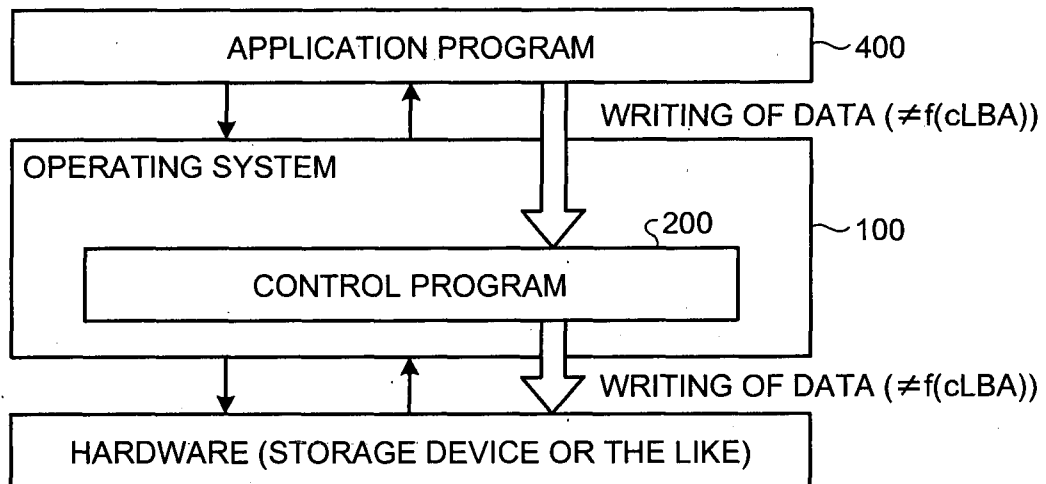 APPLICATION PROGRAM
400
WRITING OF DATA (≠f(cLBA))
OPERATING SYSTEM
200
100
CONTROL PROGRAM
WRITING OF DATA (≠f(cLBA))
HARDWARE (STORAGE DEVICE OR THE LIKE)